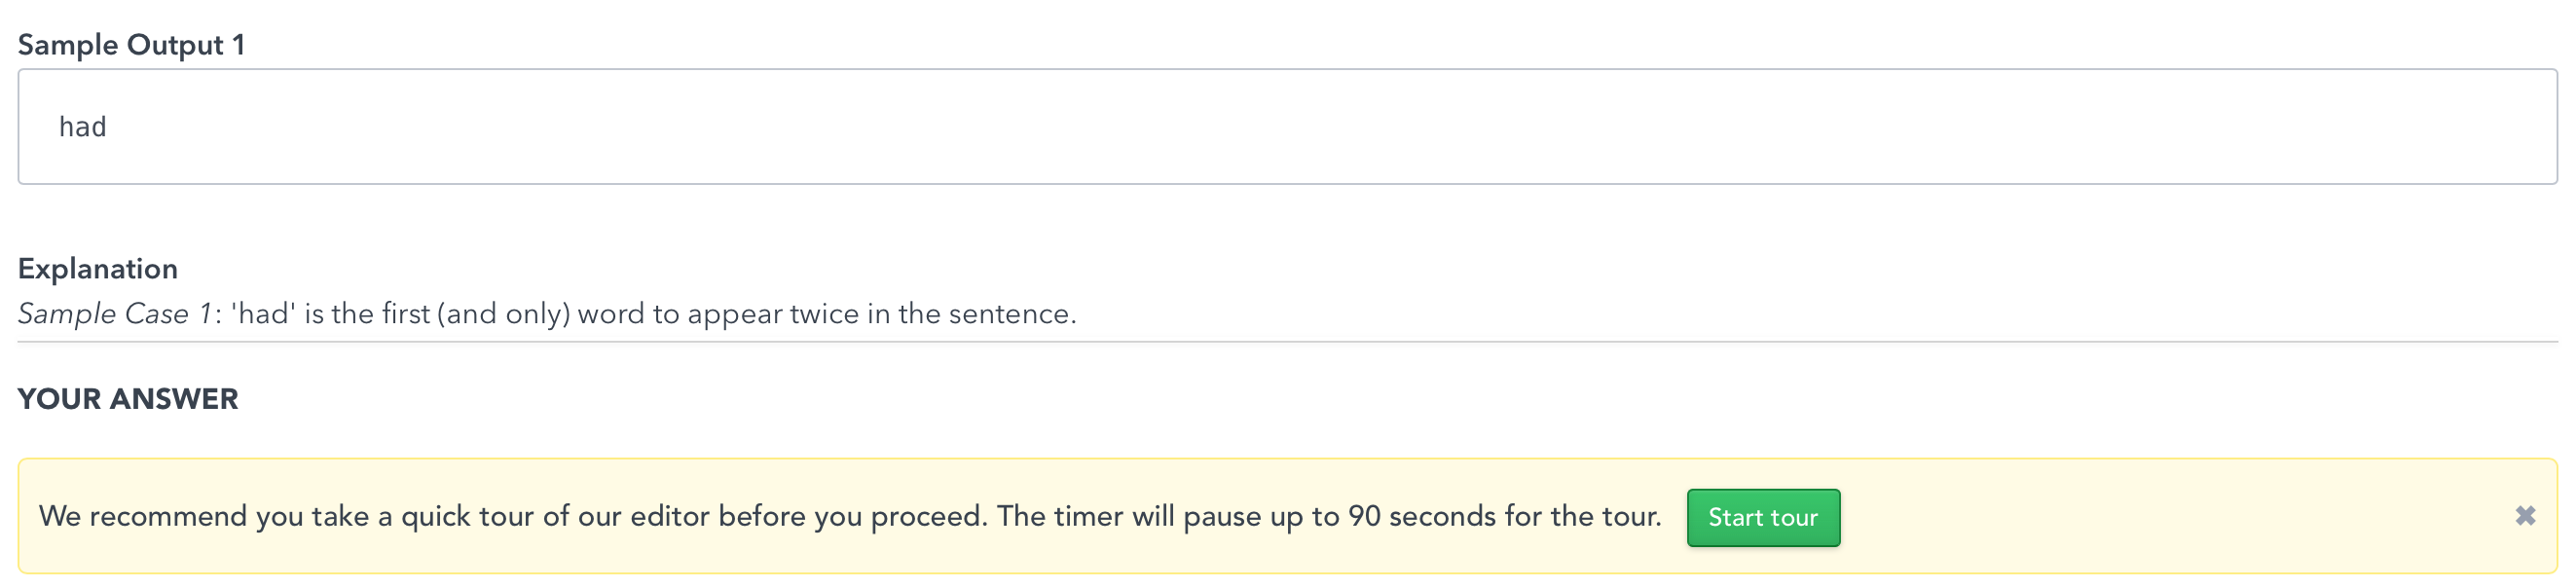 Sample Output 1
had
Explanation
Sample Case 1: 'had' is the first (and only) word to appear twice in the sentence.
YOUR ANSWER
We recommend you take a quick tour of our editor before you proceed. The timer will pause up to 90 seconds for the tour. Start tour ✖